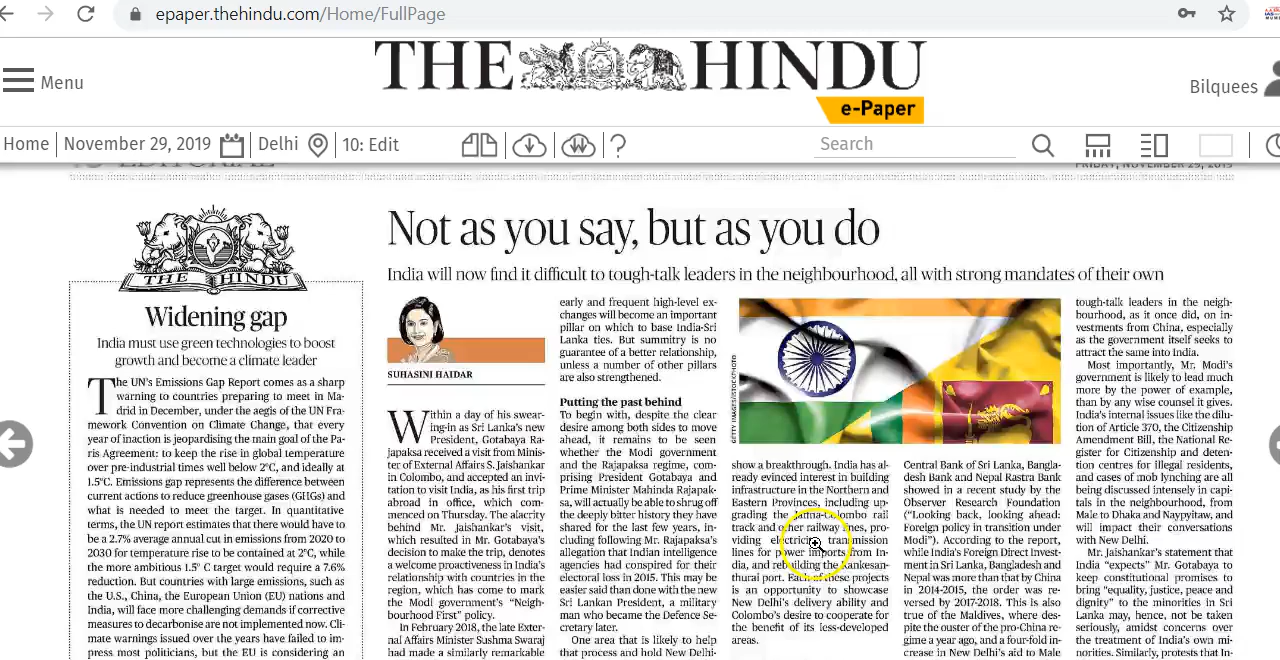 epaper.thehindu.com/Home/FullPage
THE HINDU
e-Paper
Menu
Bilquees
Home
November 29, 2019
Delhi
10: Edit
?
Search
EDITORIAL
FRIDAY, NOVEMBER 29, 2019
THE HINDU
Widening gap
India must use green technologies to boost
growth and become a climate leader
The UN's Emissions Gap Report comes as a sharp
warning to countries preparing to meet in Ma-
drid in December, under the aegis of the UN Fra-
mework Convention on Climate Change, that every
year of inaction is jeopardising the main goal of the Pa-
ris Agreement: to keep the rise in global temperature
over pre-industrial times well below 2°C, and ideally at
1.5°C. Emissions gap represents the difference between
current actions to reduce greenhouse gases (GHGs) and
what is needed to meet the target. In quantitative
terms, the UN report estimates that there would have to
be a 2.7% average annual cut in emissions from 2020 to
2030 for temperature rise to be contained at 2°C, while
the more ambitious 1.5° C target would require a 7.6%
reduction. But countries with large emissions, such as
the U.S., China, the European Union (EU) nations and
India, will face more challenging demands if corrective
measures to decarbonise are not implemented now. Cli-
mate warnings issued over the years have failed to im-
press most politicians, but the EU is considering an
Not as you say, but as you do
India will now find it difficult to tough-talk leaders in the neighbourhood, all with strong mandates of their own
SUHASINI HAIDAR
Within a day of his swear-
ing-in as Sri Lanka's new
President, Gotabaya Ra-
japaksa received a visit from Minis-
ter of External Affairs S. Jaishankar
in Colombo, and accepted an invi-
tation to visit India, as his first trip
abroad in office, which com-
menced on Thursday. The alacrity
behind Mr. Jaishankar's visit,
which resulted in Mr. Gotabaya's
decision to make the trip, denotes
a welcome proactiveness in India's
relationship with countries in the
region, which has come to mark
the Modi government's "Neigh-
bourhood First" policy.
In February 2018, the late Exter-
nal Affairs Minister Sushma Swaraj
had made a similarly remarkable
early and frequent high-level ex-
changes will become an important
pillar on which to base India-Sri
Lanka ties. But summitry is no
guarantee of a better relationship,
unless a number of other pillars
are also strengthened.
Putting the past behind
To begin with, despite the clear
desire among both sides to move
ahead, it remains to be seen
whether the Modi government
and the Rajapaksa regime, com-
prising President Gotabaya and
Prime Minister Mahinda Rajapak-
sa, will actually be able to shrug off
the deeply bitter history they have
shared for the last few years, in-
cluding following Mr. Rajapaksa's
allegation that Indian intelligence
agencies had conspired for their
electoral loss in 2015. This may be
easier said than done with the new
Sri Lankan President, a military
man who became the Defence Se-
cretary later.
One area that is likely to help
that process and hold New Delhi-
GETTY IMAGES/ISTOCKPHOTO
show a breakthrough. India has al-
ready evinced interest in building
infrastructure in the Northern and
Eastern Provinces, including up-
grading the Jaffna-Colombo rail
track and other railway lines, pro-
viding electricity transmission
lines for power imports from In-
dia, and rebuilding the Kankesan-
thurai port. Each of these projects
is an opportunity to showcase
New Delhi's delivery ability and
Colombo's desire to cooperate for
the benefit of its less-developed
areas.
Central Bank of Sri Lanka, Bangla-
desh Bank and Nepal Rastra Bank
showed in a recent study by the
Observer Research Foundation
("Looking back, looking ahead:
Foreign policy in transition under
Modi"). According to the report,
while India's Foreign Direct Invest-
ment in Sri Lanka, Bangladesh and
Nepal was more than that by China
in 2014-2015, the order was re-
versed by 2017-2018. This is also
true of the Maldives, where des-
pite the ouster of the pro-China re-
gime a year ago, and a four-fold in-
crease in New Delhi's aid to Male
tough-talk leaders in the neigh-
bourhood, as it once did, on in-
vestments from China, especially
as the government itself seeks to
attract the same into India.
Most importantly, Mr. Modi's
government is likely to lead much
more by the power of example,
than by any wise counsel it gives.
India's internal issues like the dilu-
tion of Article 370, the Citizenship
Amendment Bill, the National Re-
gister for Citizenship and deten-
tion centres for illegal residents,
and cases of mob lynching are all
being discussed intensely in capi-
tals in the neighbourhood, from
Male to Dhaka and Naypyitaw, and
will impact their conversations
with New Delhi.
Mr. Jaishankar's statement that
India "expects" Mr. Gotabaya to
keep constitutional promises to
bring "equality, justice, peace and
dignity" to the minorities in Sri
Lanka may, hence, not be taken
seriously, amidst concerns over
the treatment of India's own mi-
norities. Similarly, protests that In-